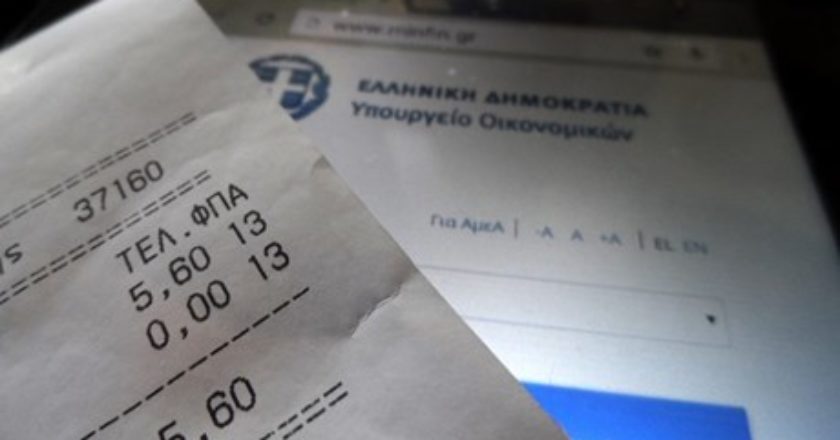 37160
ΤΕΛ.ΦΠΑ
5,60 13
0,00 13
5,60
www.minfin.gr
ΕΛΛΗΝΙΚΗ ΔΗΜΟΚΡΑΤΙΑ
Υπουργείο Οικονομικών
Για ΑμεΑ | -Α Α +Α | EL EN